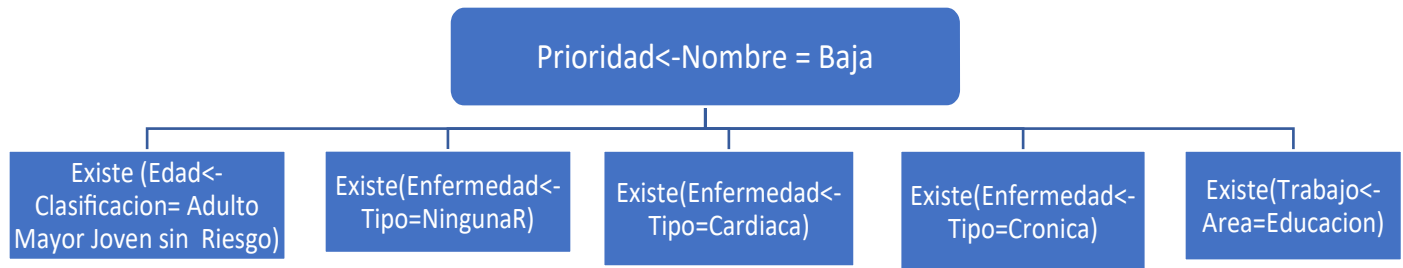 Prioridad<-Nombre = Baja
Existe (Edad<-
Clasificacion= Adulto
Mayor Joven sin  Riesgo)
Existe(Enfermedad<-
Tipo=NingunaR)
Existe(Enfermedad<-
Tipo=Cardiaca)
Existe(Enfermedad<-
Tipo=Cronica)
Existe(Trabajo<-
Area=Educacion)